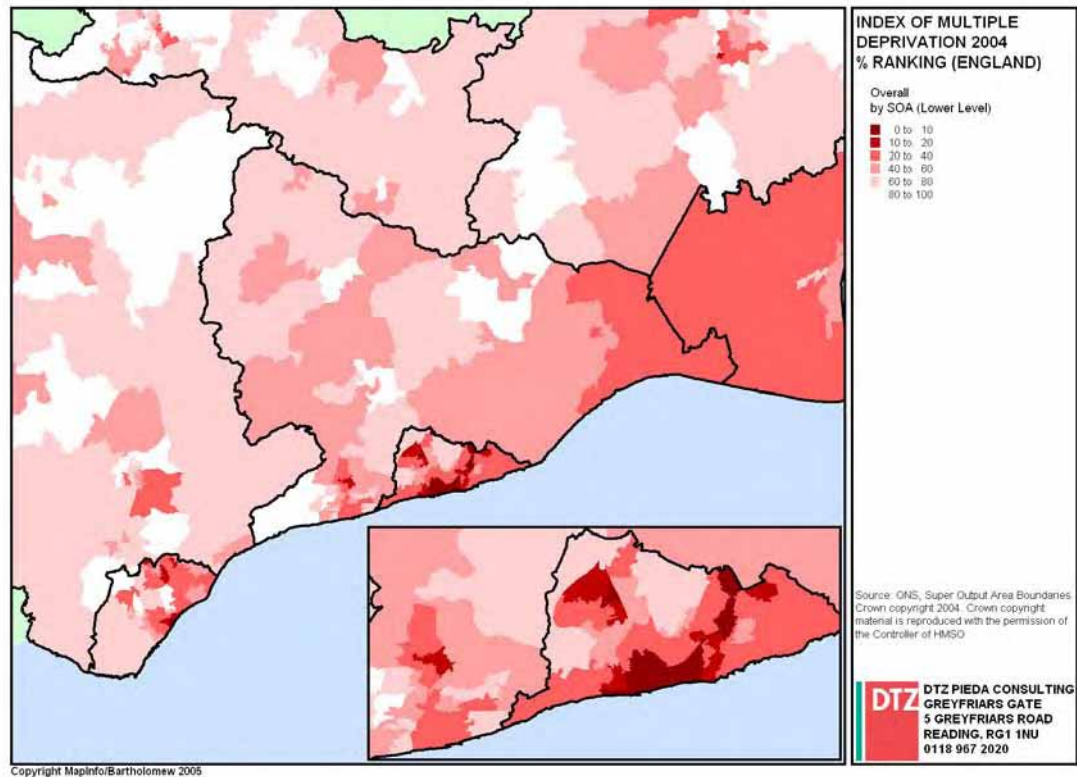 INDEX OF MULTIPLE
DEPRIVATION 2004
% RANKING (ENGLAND)
Overall
by SOA (Lower Level)
0 to 10
10 to 20
20 to 40
40 to 60
60 to 80
80 to 100
Source: ONS, Super Output Area Boundaries.
Crown copyright 2004. Crown copyright
material is reproduced with the permission of
the Controller of HMSO
DTZ
DTZ PIEDA CONSULTING
GREYFRIARS GATE
5 GREYFRIARS ROAD
READING, RG1 1NU
0118 967 2020
Copyright MapInfo/Bartholomew 2005